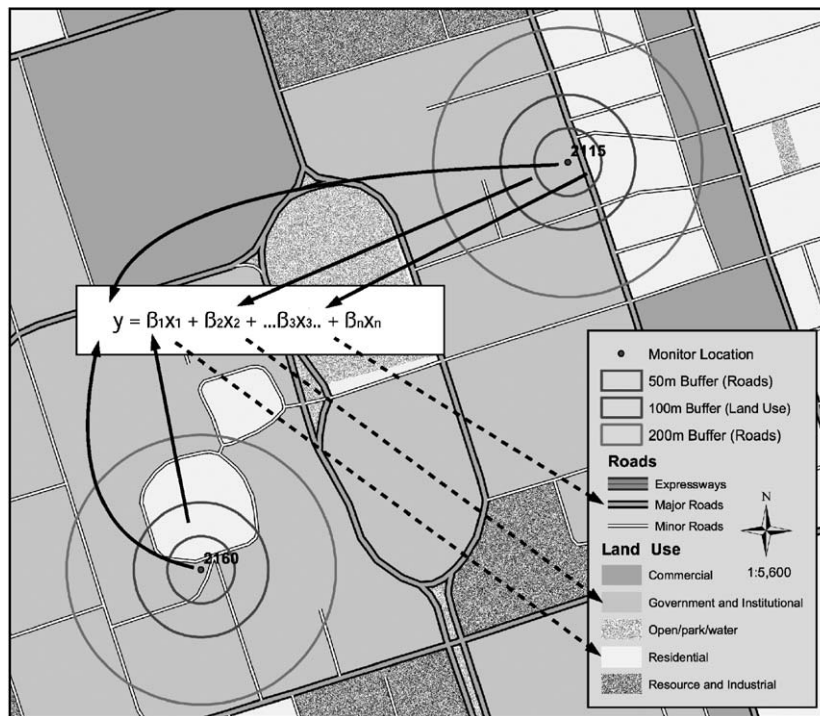 2115
y = β₁x₁ + β₂x₂ + ...β₃x₃.. + βₙxₙ
2160
Monitor Location
50m Buffer (Roads)
100m Buffer (Land Use)
200m Buffer (Roads)
Roads
Expressways
Major Roads
Minor Roads
N
1:5,600
Land Use
Commercial
Government and Institutional
Open/park/water
Residential
Resource and Industrial